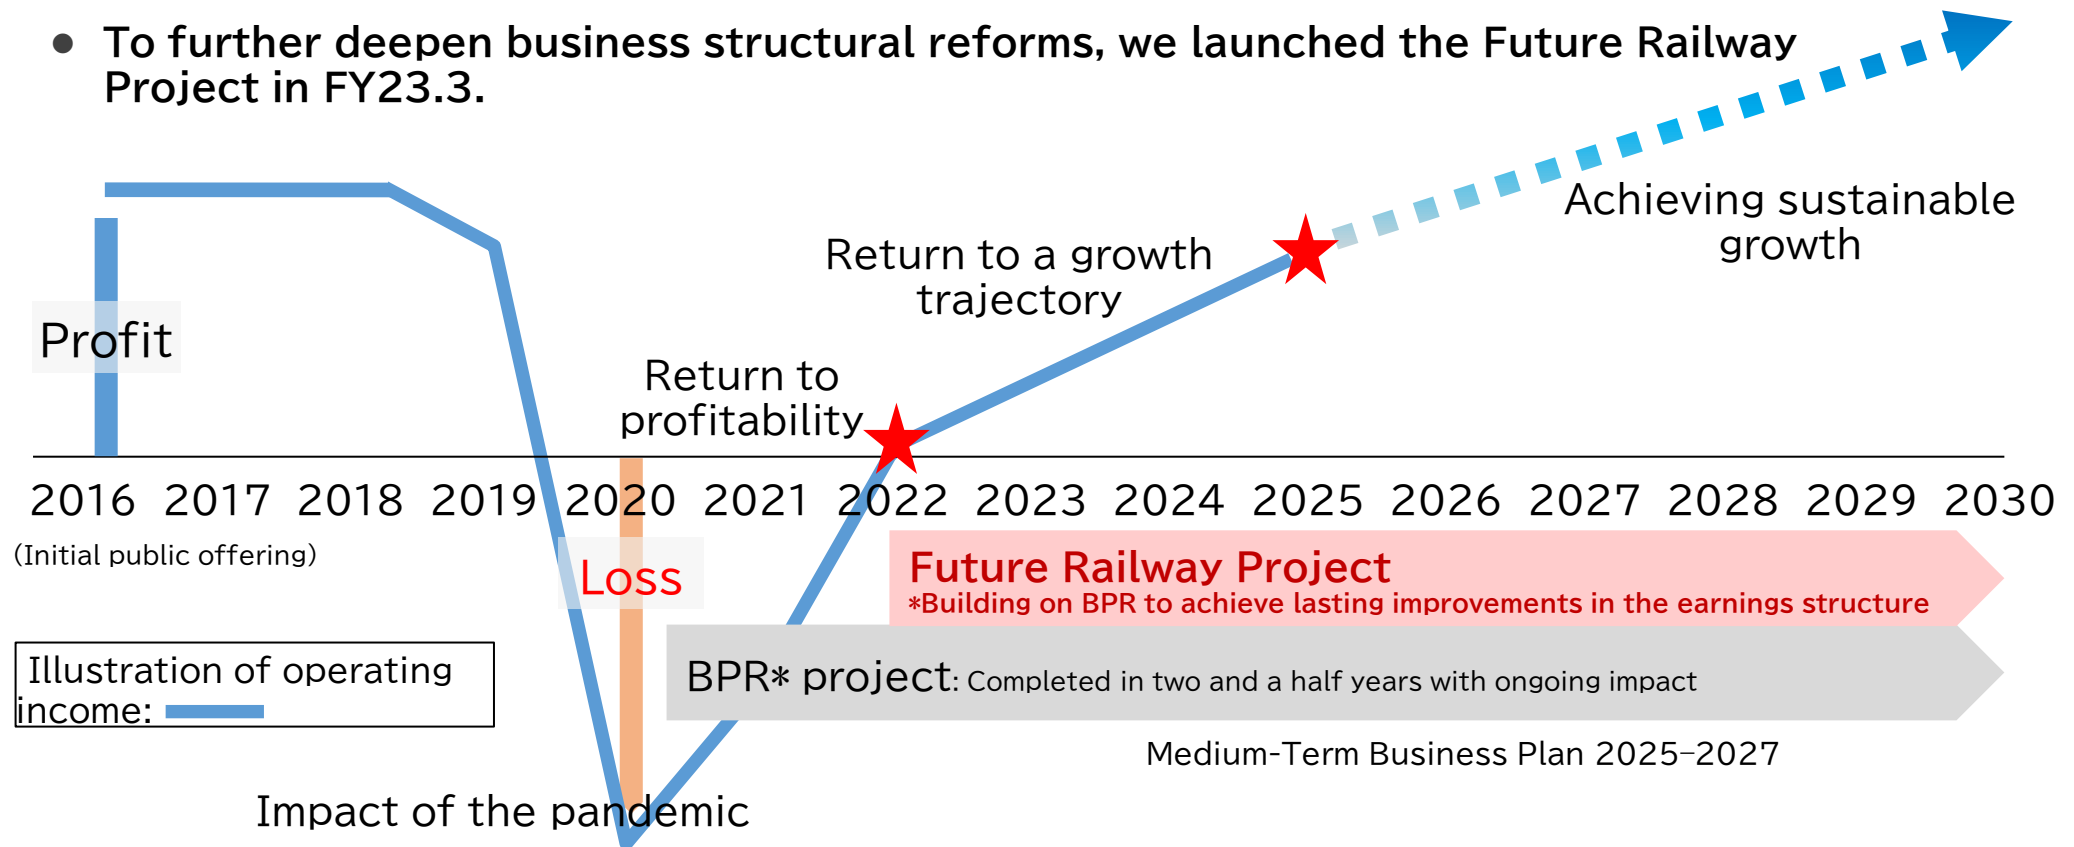 ● To further deepen business structural reforms, we launched the Future Railway
Project in FY23.3.
Achieving sustainable
growth
Return to a growth
trajectory
Profit
Return to
profitability
2016 2017 2018 2019 2020 2021 2022 2023 2024 2025 2026 2027 2028 2029 2030
(Initial public offering)
Loss
Future Railway Project
*Building on BPR to achieve lasting improvements in the earnings structure
BPR* project: Completed in two and a half years with ongoing impact
Illustration of operating
income:
Medium-Term Business Plan 2025–2027
Impact of the pandemic